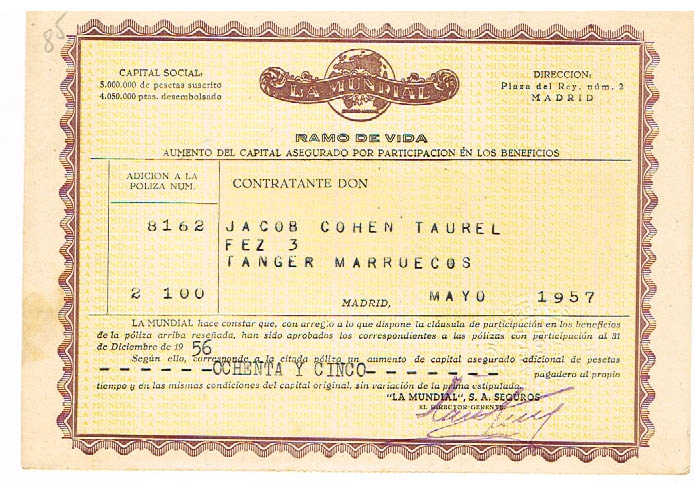 85
CAPITAL SOCIAL:
5.000.000 de pesetas suscrito
4.050.000 ptas. desembolsado
LA MUNDIAL
DIRECCION:
Plaza del Rey, núm. 2
MADRID
RAMO DE VIDA
AUMENTO DEL CAPITAL ASEGURADO POR PARTICIPACION EN LOS BENEFICIOS
ADICION A LA
POLIZA NUM.
CONTRATANTE DON
8162 JACOB COHEN TAUREL
FEZ 3
TANGER MARRUECOS
2 100
MADRID, MAYO 1957
LA MUNDIAL hace constar que, con arreglo a lo que dispone la cláusula de participación en los beneficios
de la póliza arriba reseñada, han sido aprobados los correspondientes a las pólizas con participación al 31
de Diciembre de 19 56
Según ello, corresponde a la citada póliza un aumento de capital asegurado adicional de pesetas
- - - - - - -OCHENTA Y CINCO- - - - - - - pagadero al propio
tiempo y en las mismas condiciones del capital original, sin variación de la prima estipulada.
"LA MUNDIAL", S. A. SEGUROS
EL DIRECTOR-GERENTE,